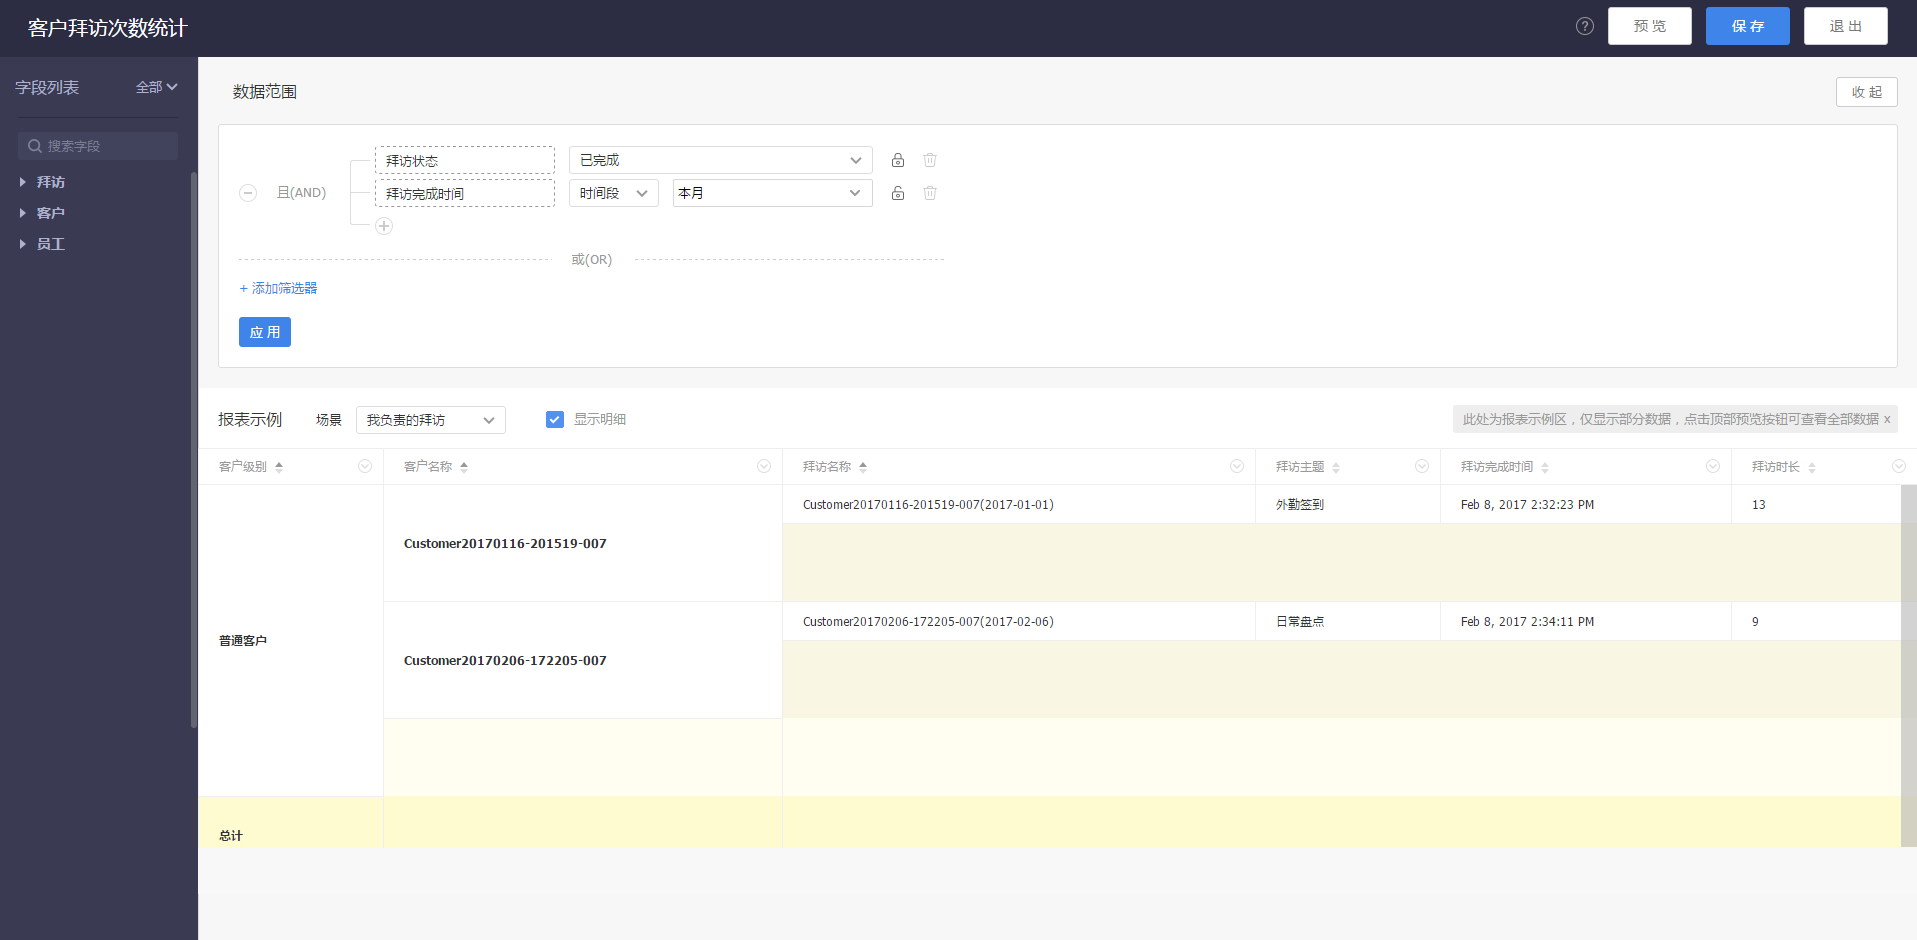 客户拜访次数统计
? 预 览 保 存 退 出
字段列表 全部
搜索字段
拜访
客户
员工
数据范围 收 起
且(AND)
拜访状态 已完成
拜访完成时间 时间段 本月
或(OR)
+ 添加筛选器
应 用
报表示例 场景 我负责的拜访 显示明细 此处为报表示例区，仅显示部分数据，点击顶部预览按钮可查看全部数据 x
客户级别 客户名称 拜访名称 拜访主题 拜访完成时间 拜访时长
Customer20170116-201519-007(2017-01-01) 外勤签到 Feb 8, 2017 2:32:23 PM 13
Customer20170116-201519-007
Customer20170206-172205-007(2017-02-06) 日常盘点 Feb 8, 2017 2:34:11 PM 9
普通客户
Customer20170206-172205-007
总计